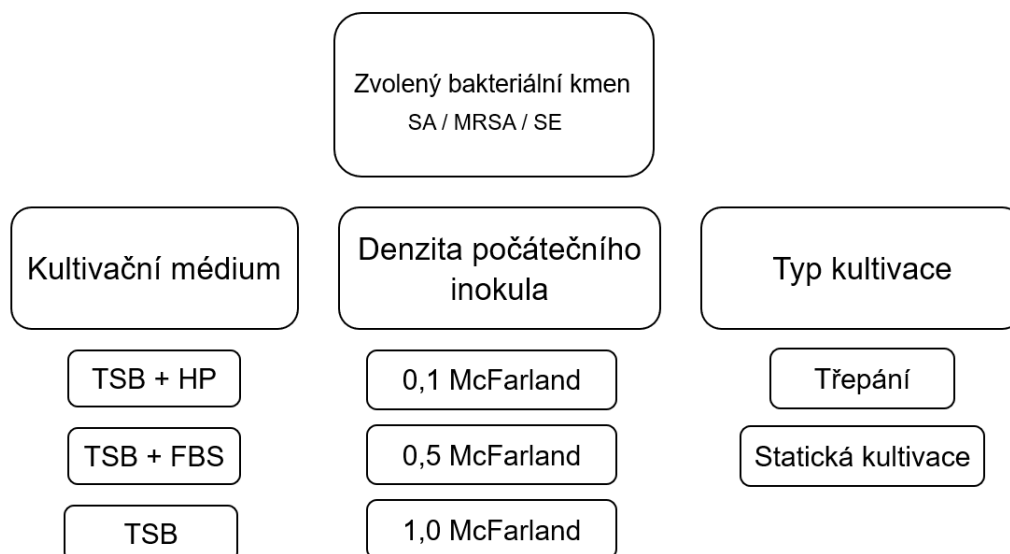 Zvolený bakteriální kmen
SA / MRSA / SE
Kultivační médium
Denzita počátečního
inokula
Typ kultivace
TSB + HP
0,1 McFarland
Třepání
TSB + FBS
0,5 McFarland
Statická kultivace
TSB
1,0 McFarland